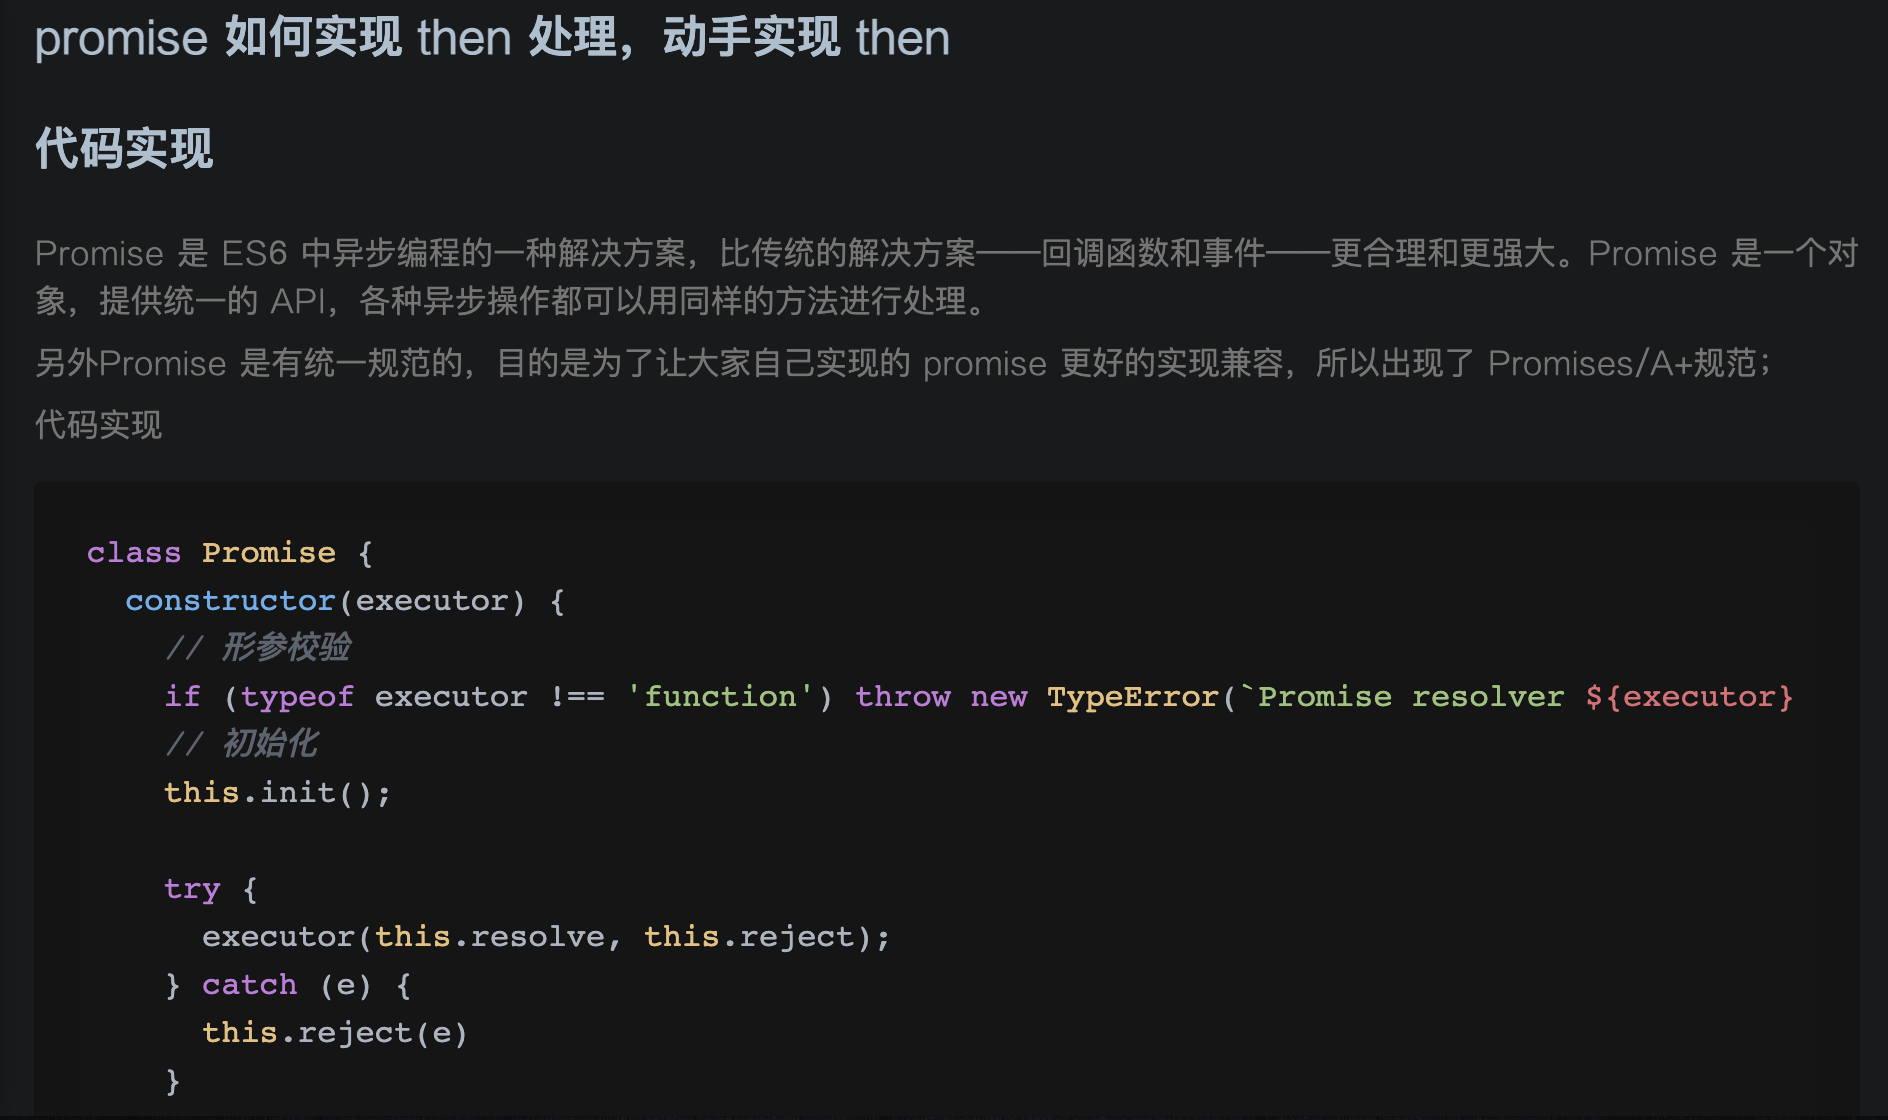 promise 如何实现 then 处理，动手实现 then
代码实现
Promise 是 ES6 中异步编程的一种解决方案，比传统的解决方案——回调函数和事件——更合理和更强大。Promise 是一个对
象，提供统一的 API，各种异步操作都可以用同样的方法进行处理。
另外Promise 是有统一规范的，目的是为了让大家自己实现的 promise 更好的实现兼容，所以出现了 Promises/A+规范；
代码实现
class Promise {
constructor(executor) {
// 形参校验
if (typeof executor !== 'function') throw new TypeError(`Promise resolver ${executor}
// 初始化
this.init();
try {
executor(this.resolve, this.reject);
} catch (e) {
this.reject(e)
}